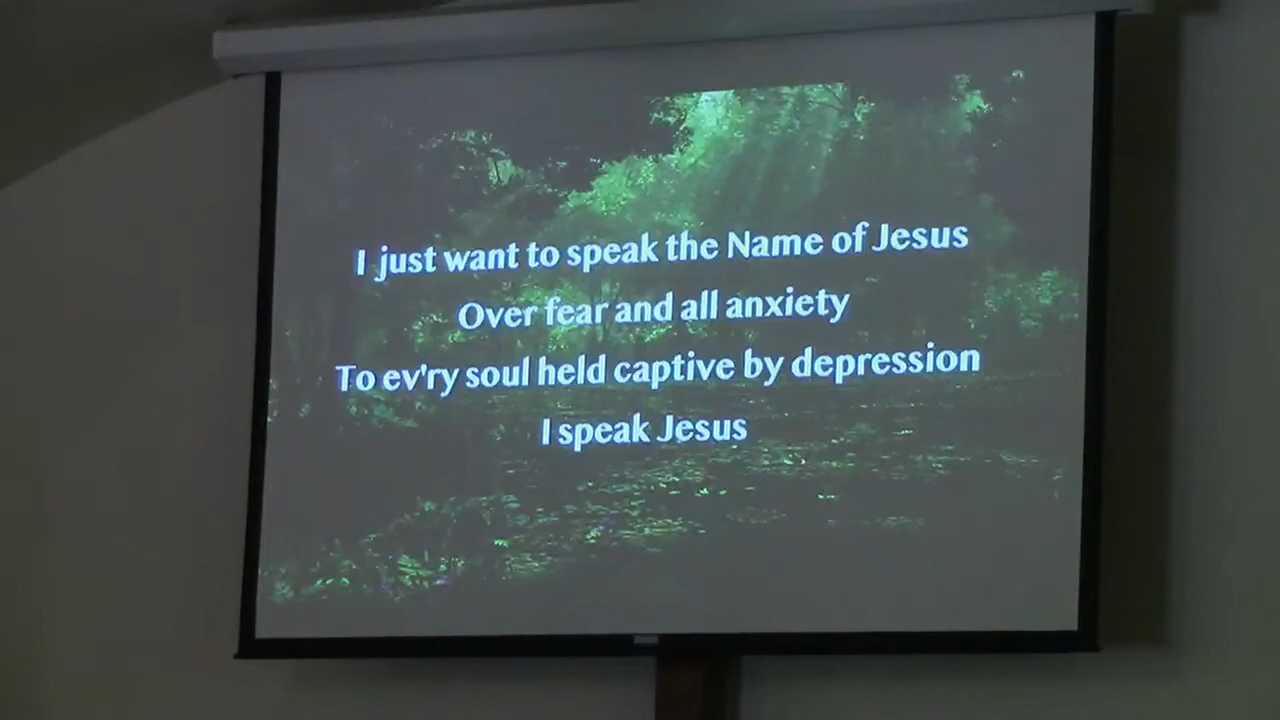 I just want to speak the Name of Jesus
Over fear and all anxiety
To ev'ry soul held captive by depression
I speak Jesus